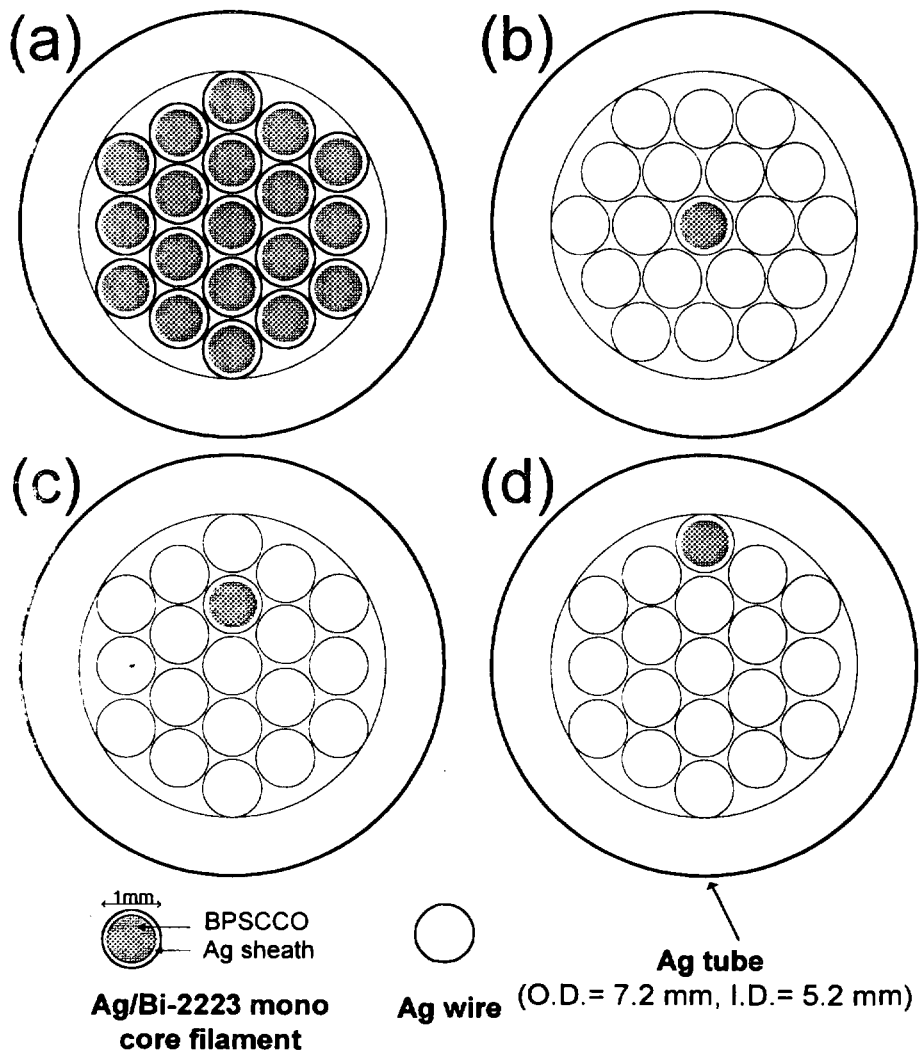 (a)
(b)
(c)
(d)
1mm
BPSCCO
Ag sheath
Ag/Bi-2223 mono
core filament
Ag wire
Ag tube
(O.D.= 7.2 mm, I.D.= 5.2 mm)